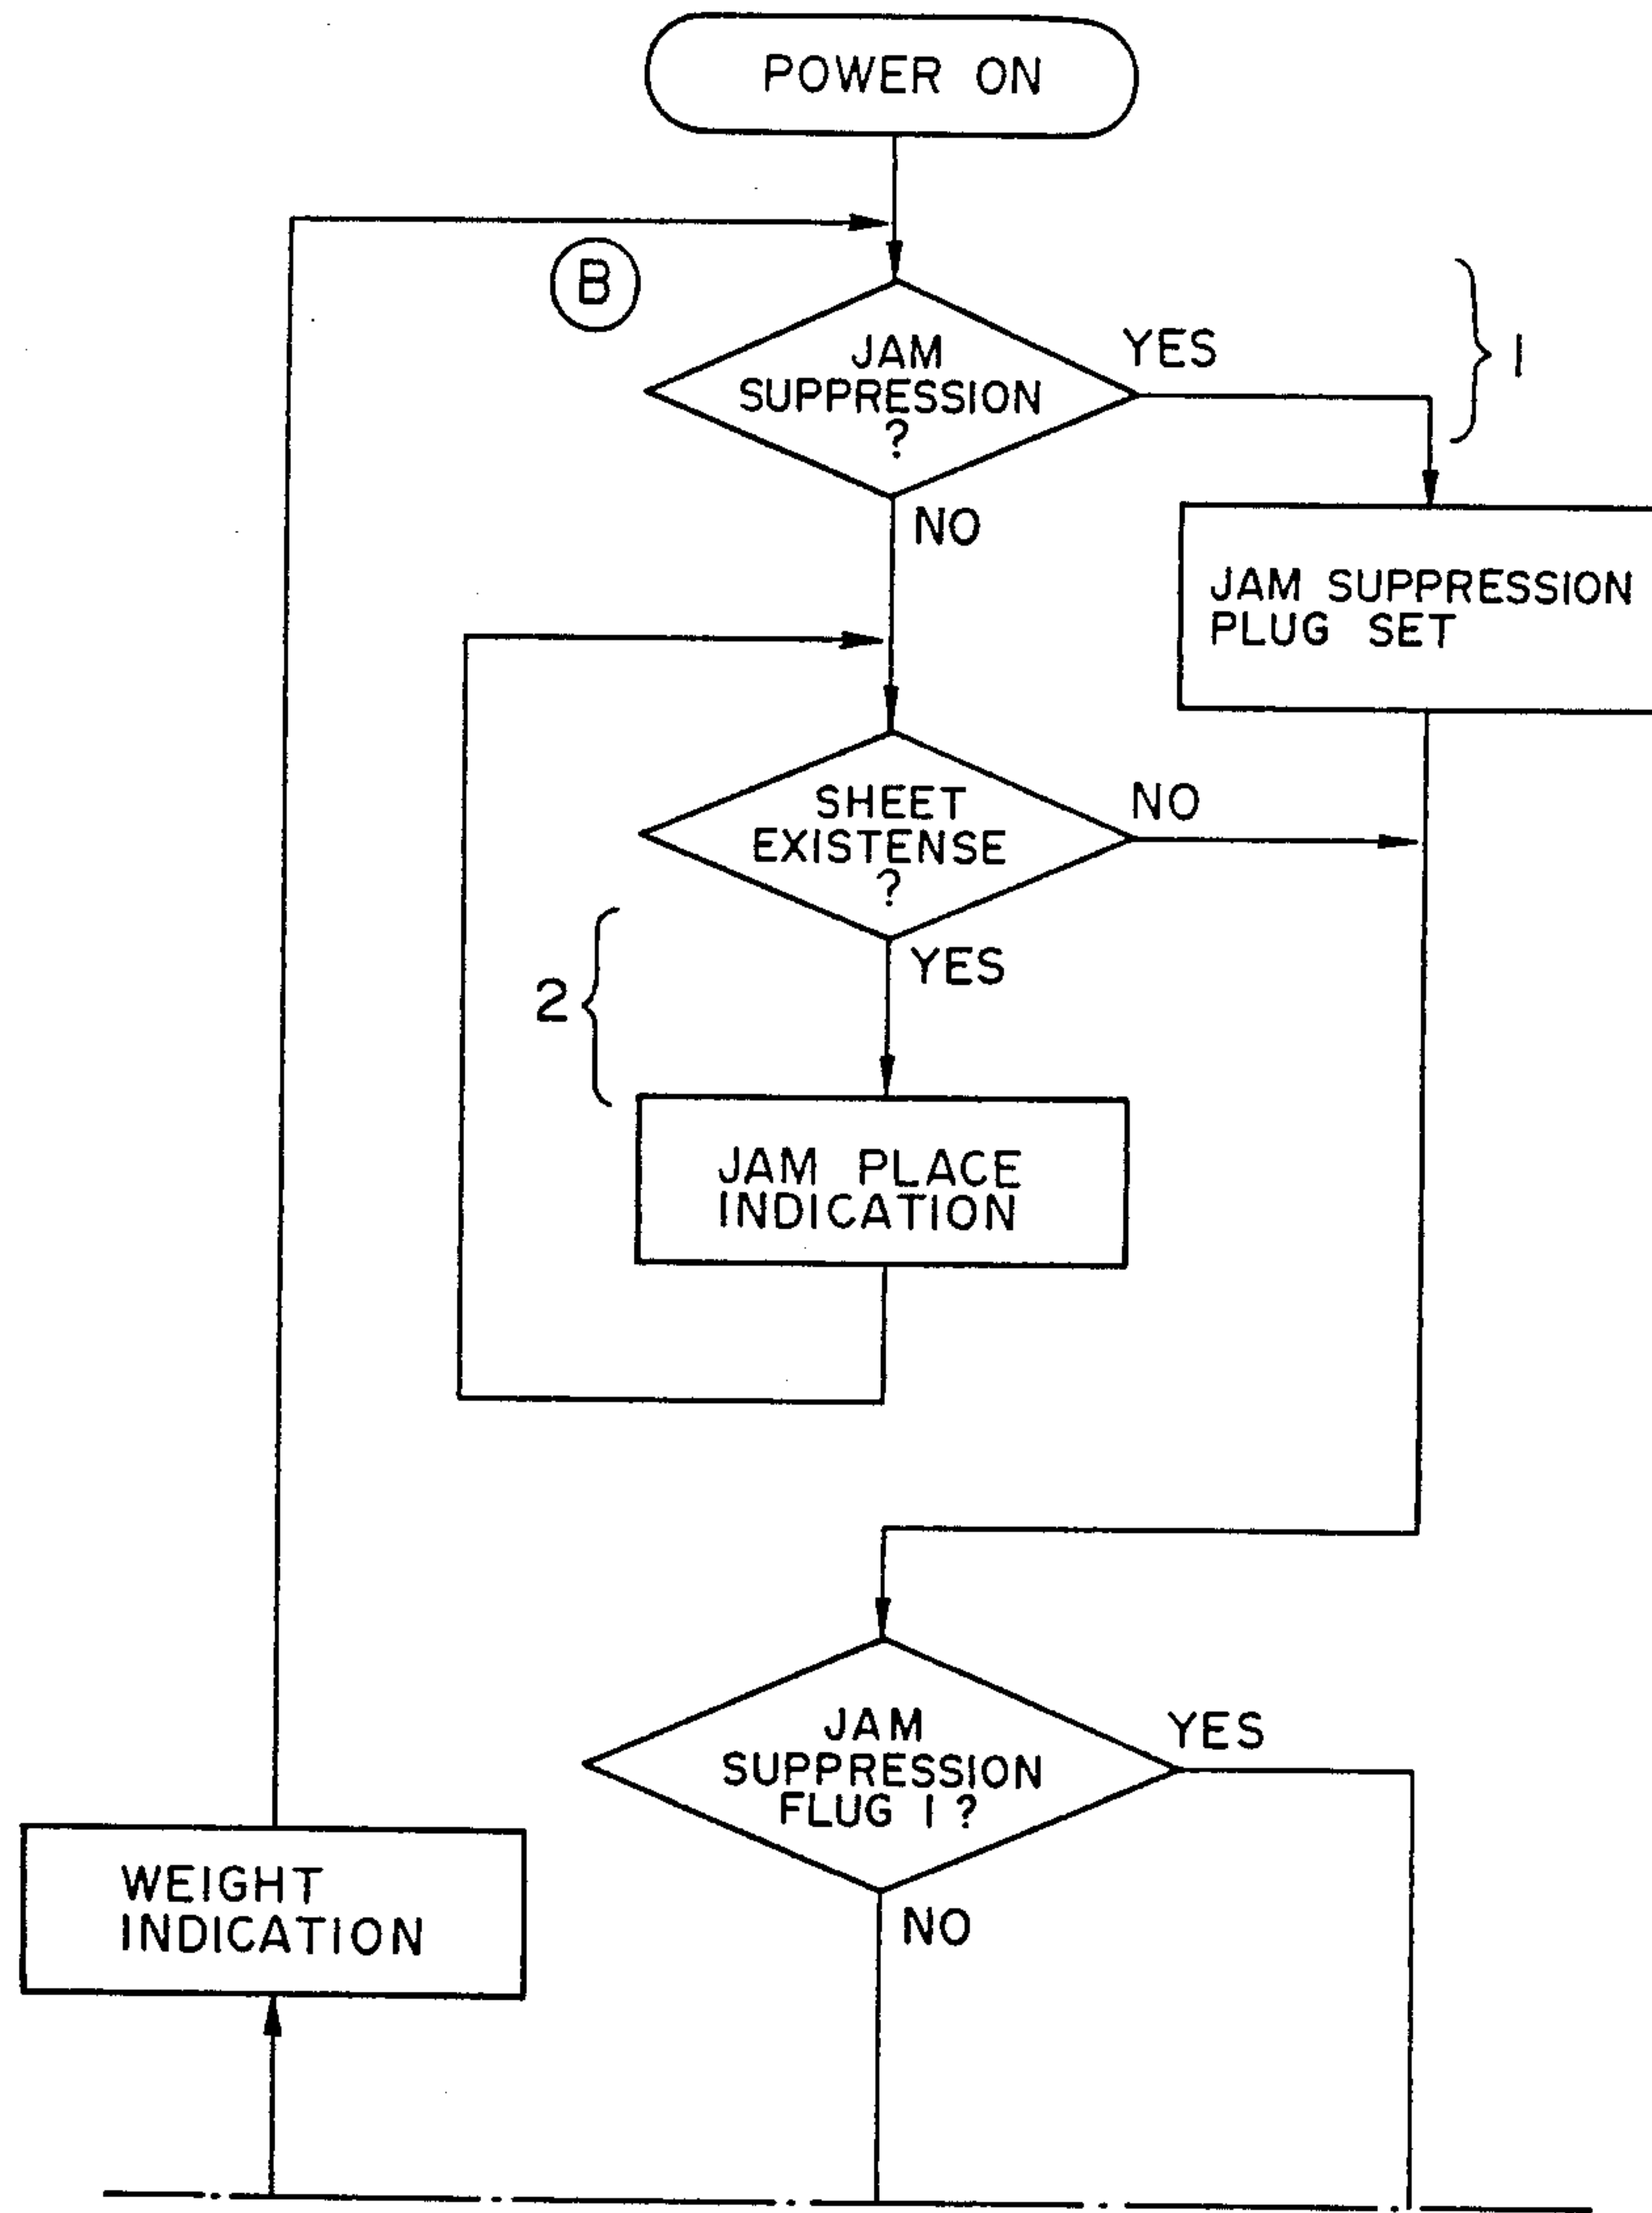 POWER ON
B
JAM
SUPPRESSION
?
YES
1
NO
JAM SUPPRESSION
PLUG SET
SHEET
EXISTENSE
?
NO
YES
2
JAM PLACE
INDICATION
JAM
SUPPRESSION
FLUG 1 ?
YES
NO
WEIGHT
INDICATION